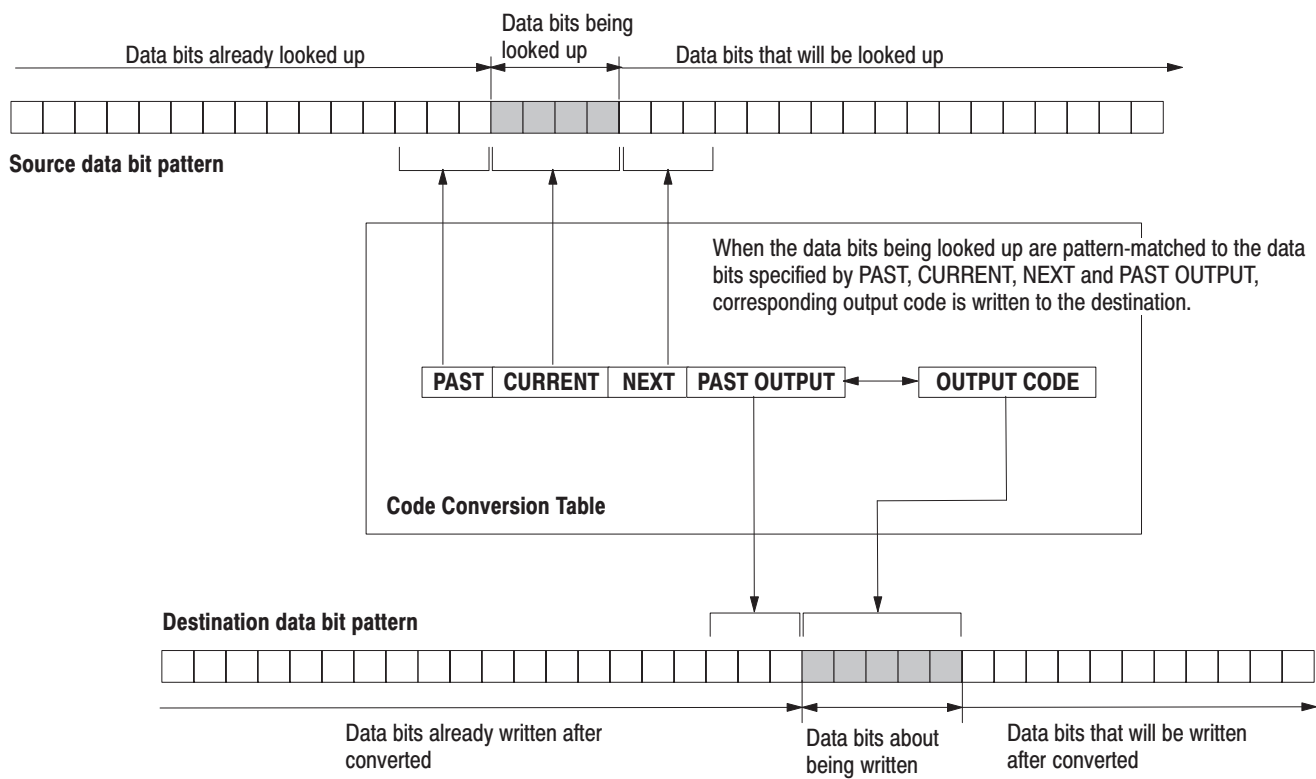 Data bits already looked up
Data bits being
looked up
Data bits that will be looked up
Source data bit pattern
When the data bits being looked up are pattern-matched to the data
bits specified by PAST, CURRENT, NEXT and PAST OUTPUT,
corresponding output code is written to the destination.
PAST CURRENT NEXT PAST OUTPUT OUTPUT CODE
Code Conversion Table
Destination data bit pattern
Data bits already written after
converted
Data bits about
being written
Data bits that will be written
after converted